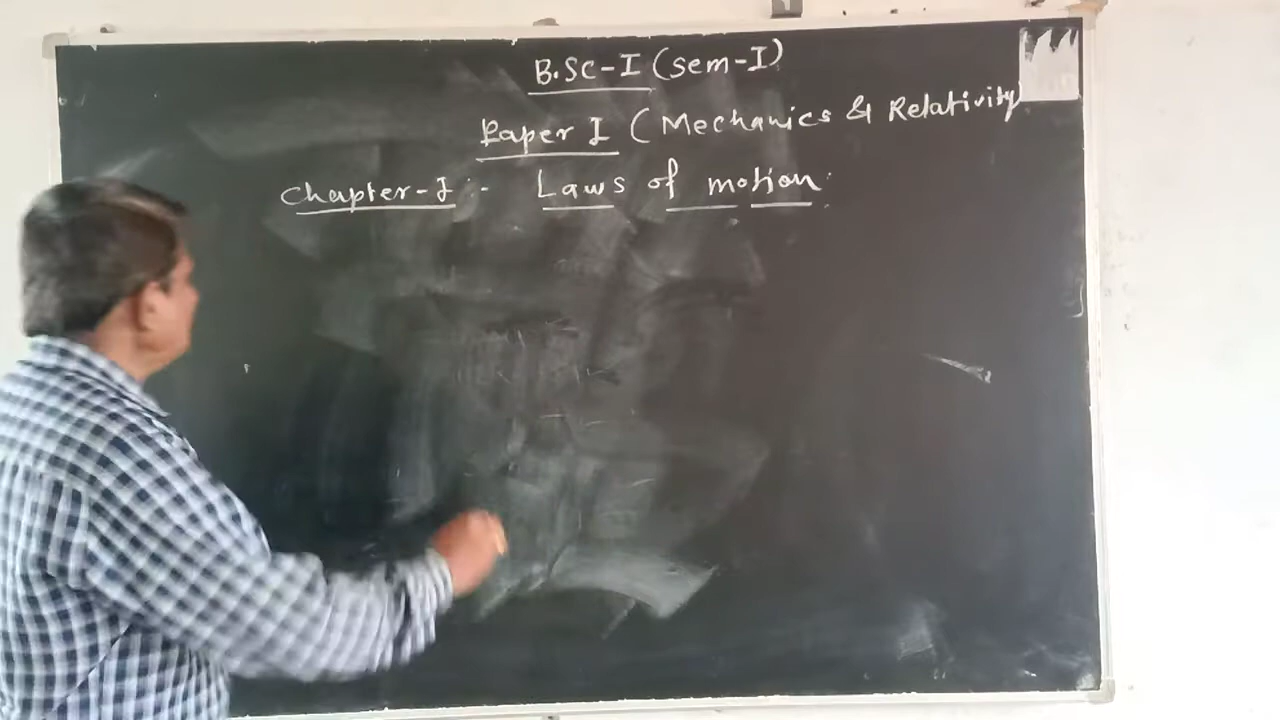 B.SC-I (Sem-I)
Paper I (Mechanics & Relativity
Chapter-I :- Laws of motion.